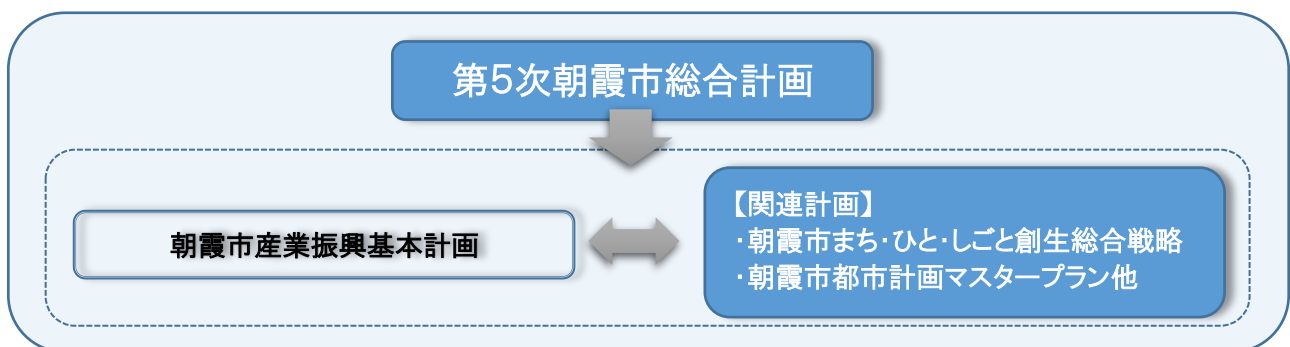 第5次朝霞市総合計画
朝霞市産業振興基本計画
【関連計画】
・朝霞市まち・ひと・しごと創生総合戦略
・朝霞市都市計画マスタープラン他